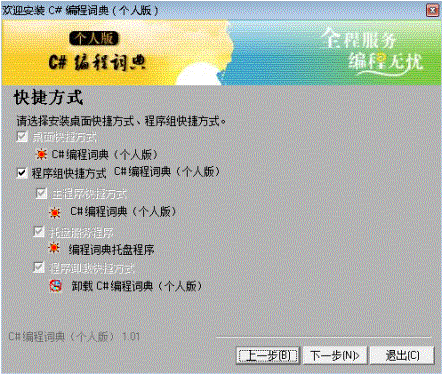 欢迎安装 C# 编程词典 ( 个人版 )
个人版
C# 编程词典
全程服务
编程无忧
快捷方式
请选择安装桌面快捷方式、程序组快捷方式。
桌面快捷方式
C# 编程词典（个人版）
程序组快捷方式 C# 编程词典（个人版）
主程序快捷方式
C# 编程词典（个人版）
托盘服务程序
编程词典托盘程序
程序卸载快捷方式
卸载 C# 编程词典（个人版）
C# 编程词典（个人版） 1.01
上一步(B) 下一步(N)> 退出(C)